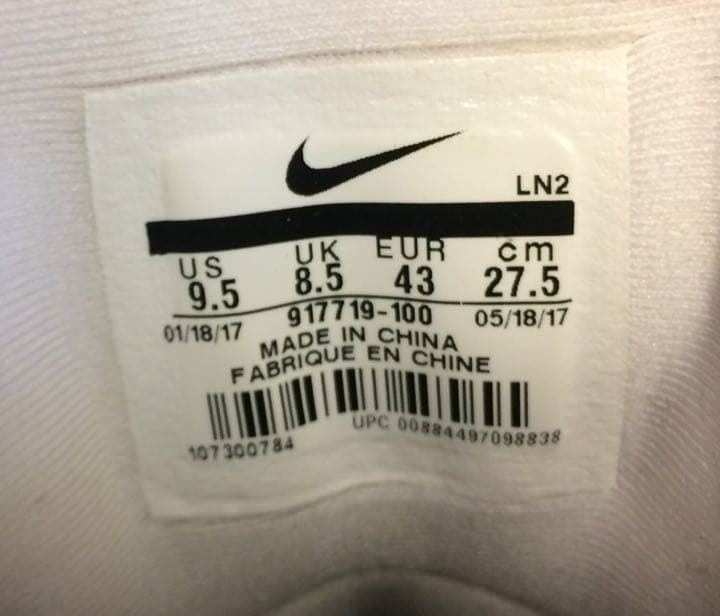 LN2
US UK EUR cm
9.5 8.5 43 27.5
01/18/17 917719-100 05/18/17
MADE IN CHINA
FABRIQUE EN CHINE
107300784 UPC 00884497098838